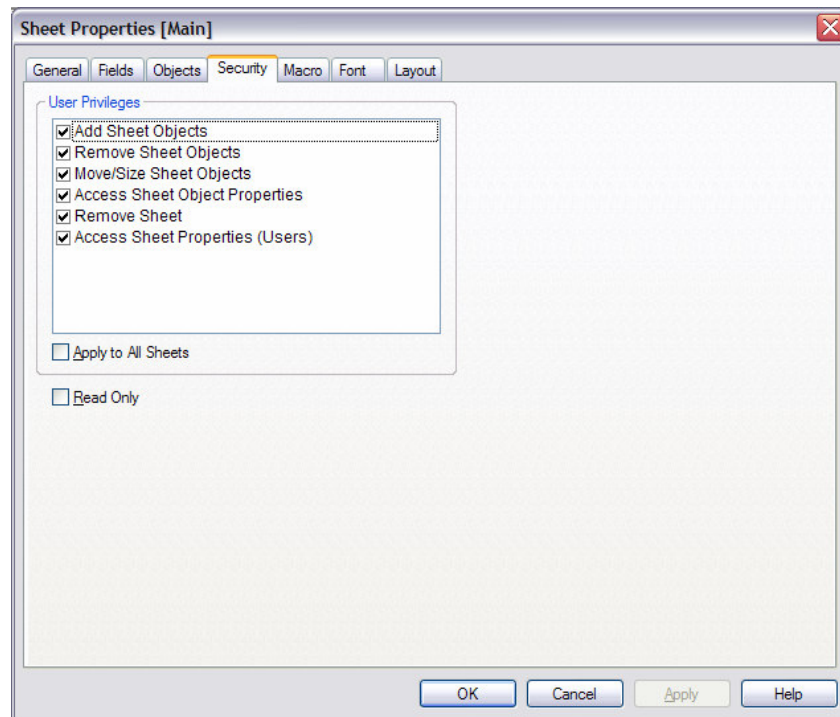 Sheet Properties [Main]
General Fields Objects Security Macro Font Layout
User Privileges
Add Sheet Objects
Remove Sheet Objects
Move/Size Sheet Objects
Access Sheet Object Properties
Remove Sheet
Access Sheet Properties (Users)
Apply to All Sheets
Read Only
OK Cancel Apply Help